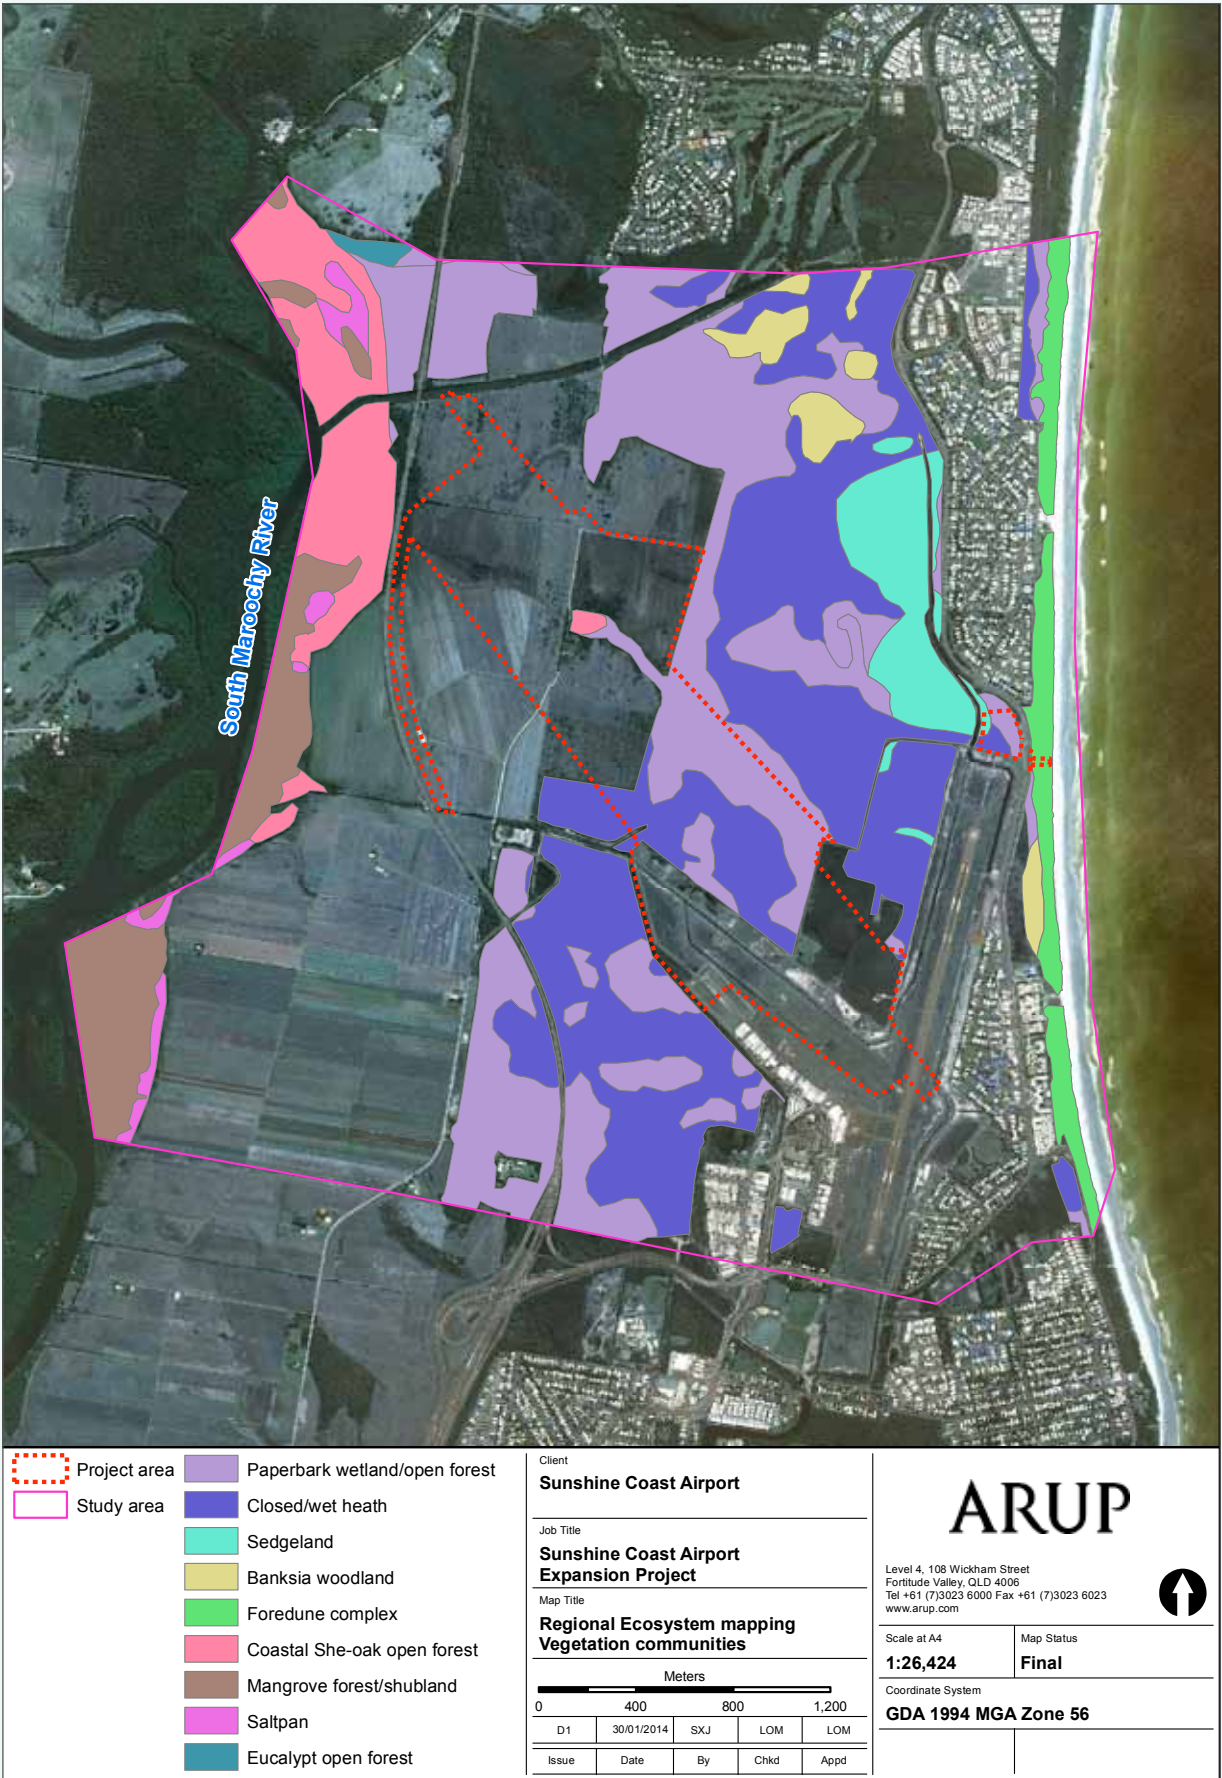 South Maroochy River
Project area
Study area
Paperbark wetland/open forest
Closed/wet heath
Sedgeland
Banksia woodland
Foredune complex
Coastal She-oak open forest
Mangrove forest/shubland
Saltpan
Eucalypt open forest
Client
Sunshine Coast Airport
Job Title
Sunshine Coast Airport
Expansion Project
Map Title
Regional Ecosystem mapping
Vegetation communities
Meters
0 400 800 1,200
D1 30/01/2014 SXJ LOM LOM
Issue Date By Chkd Appd
ARUP
Level 4, 108 Wickham Street
Fortitude Valley, QLD 4006
Tel +61 (7)3023 6000 Fax +61 (7)3023 6023
www.arup.com
Scale at A4
1:26,424
Map Status
Final
Coordinate System
GDA 1994 MGA Zone 56